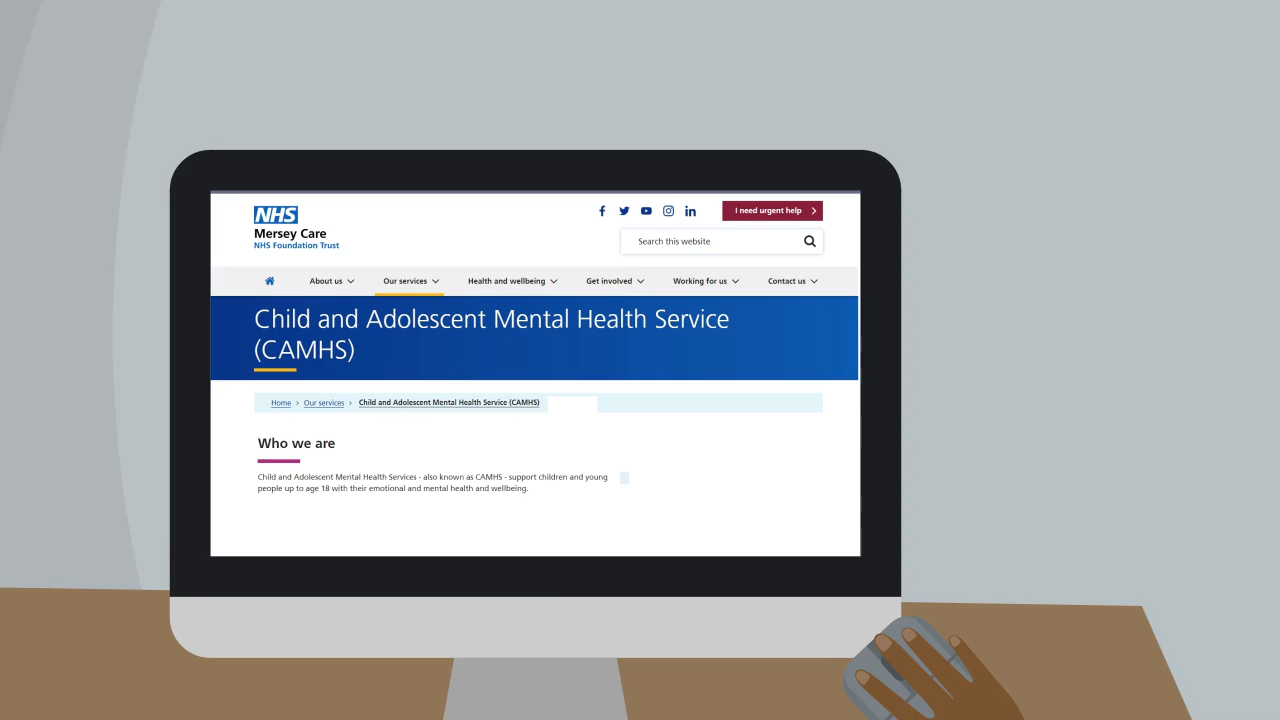 NHS
Mersey Care
NHS Foundation Trust
I need urgent help
Search this website
About us
Our services
Health and wellbeing
Get involved
Working for us
Contact us
Child and Adolescent Mental Health Service
(CAMHS)
Home > Our services > Child and Adolescent Mental Health Service (CAMHS)
Who we are
Child and Adolescent Mental Health Services - also known as CAMHS - support children and young
people up to age 18 with their emotional and mental health and wellbeing.